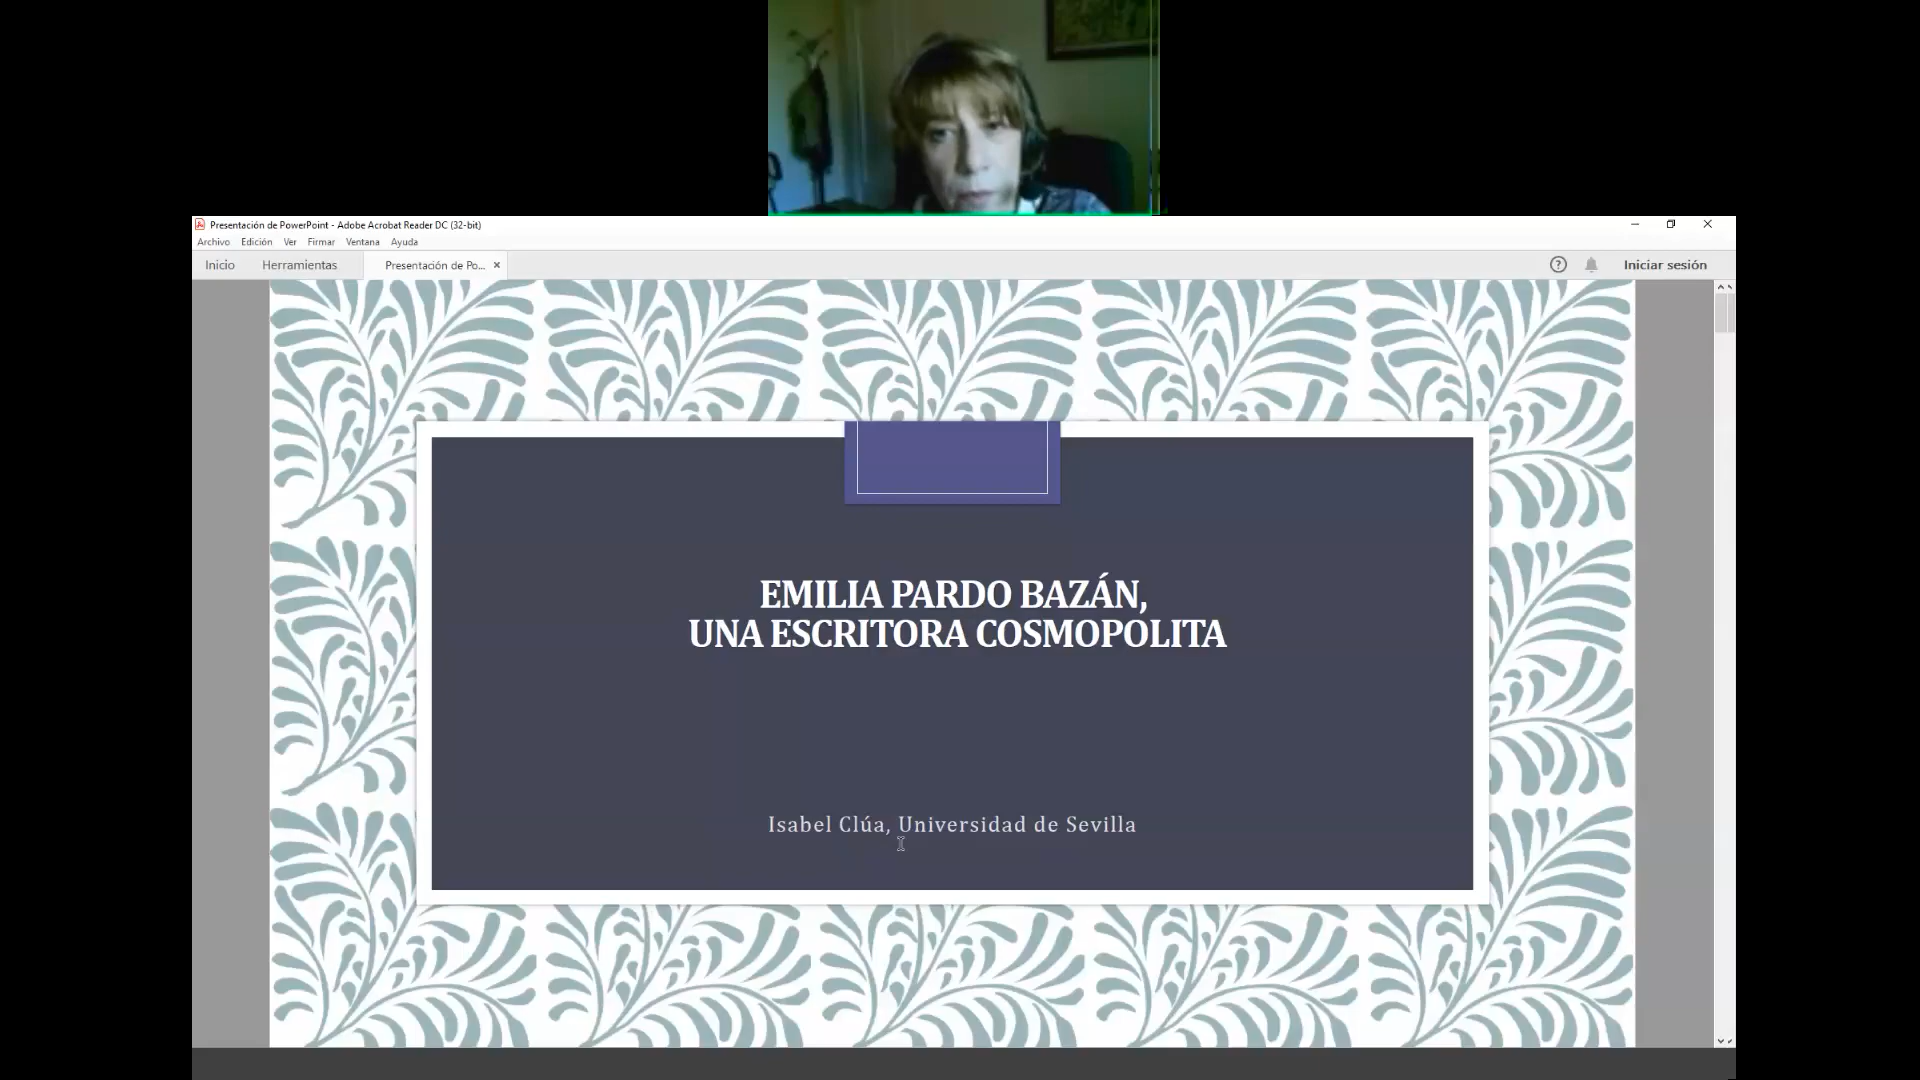 Presentación de PowerPoint - Adobe Acrobat Reader DC (32-bit)
Archivo Edición Ver Firmar Ventana Ayuda
Inicio Herramientas Presentación de Po... Iniciar sesión
EMILIA PARDO BAZÁN,
UNA ESCRITORA COSMOPOLITA
Isabel Clúa, Universidad de Sevilla